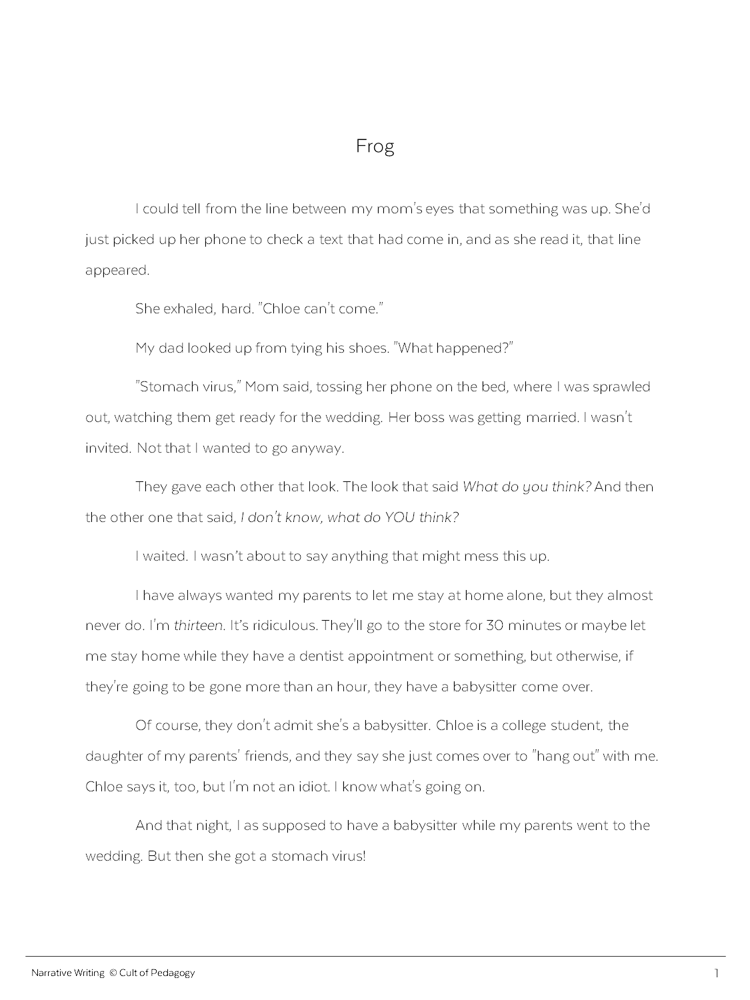 Frog
I could tell from the line between my mom's eyes that something was up. She'd
just picked up her phone to check a text that had come in, and as she read it, that line
appeared.
She exhaled, hard. "Chloe can't come."
My dad looked up from tying his shoes. "What happened?"
"Stomach virus," Mom said, tossing her phone on the bed, where I was sprawled
out, watching them get ready for the wedding. Her boss was getting married. I wasn't
invited. Not that I wanted to go anyway.
They gave each other that look. The look that said What do you think? And then
the other one that said, I don't know, what do YOU think?
I waited. I wasn’t about to say anything that might mess this up.
I have always wanted my parents to let me stay at home alone, but they almost
never do. I'm thirteen. It’s ridiculous. They'll go to the store for 30 minutes or maybe let
me stay home while they have a dentist appointment or something, but otherwise, if
they're going to be gone more than an hour, they have a babysitter come over.
Of course, they don't admit she's a babysitter. Chloe is a college student, the
daughter of my parents' friends, and they say she just comes over to "hang out" with me.
Chloe says it, too, but I'm not an idiot. I know what's going on.
And that night, I as supposed to have a babysitter while my parents went to the
wedding. But then she got a stomach virus!
Narrative Writing © Cult of Pedagogy 1